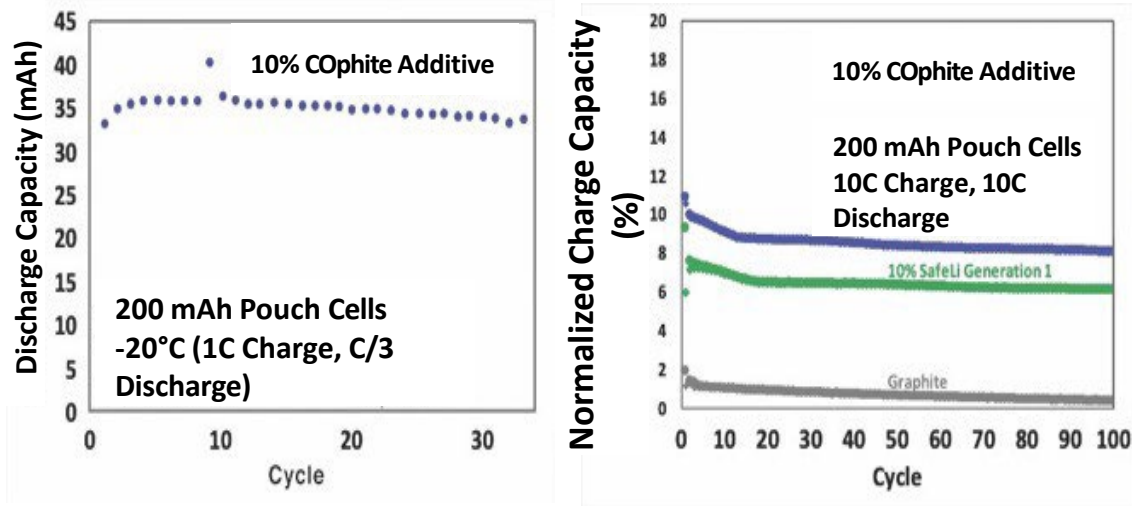 Discharge Capacity (mAh)
45
40
35
30
25
20
15
10
5
0
10% COphite Additive
200 mAh Pouch Cells
-20°C (1C Charge, C/3
Discharge)
0 10 20 30
Cycle
Normalized Charge Capacity
(%)
20
18
16
14
12
10
8
6
4
2
0
10% COphite Additive
200 mAh Pouch Cells
10C Charge, 10C
Discharge
10% SafeLi Generation 1
Graphite
0 10 20 30 40 50 60 70 80 90 100
Cycle